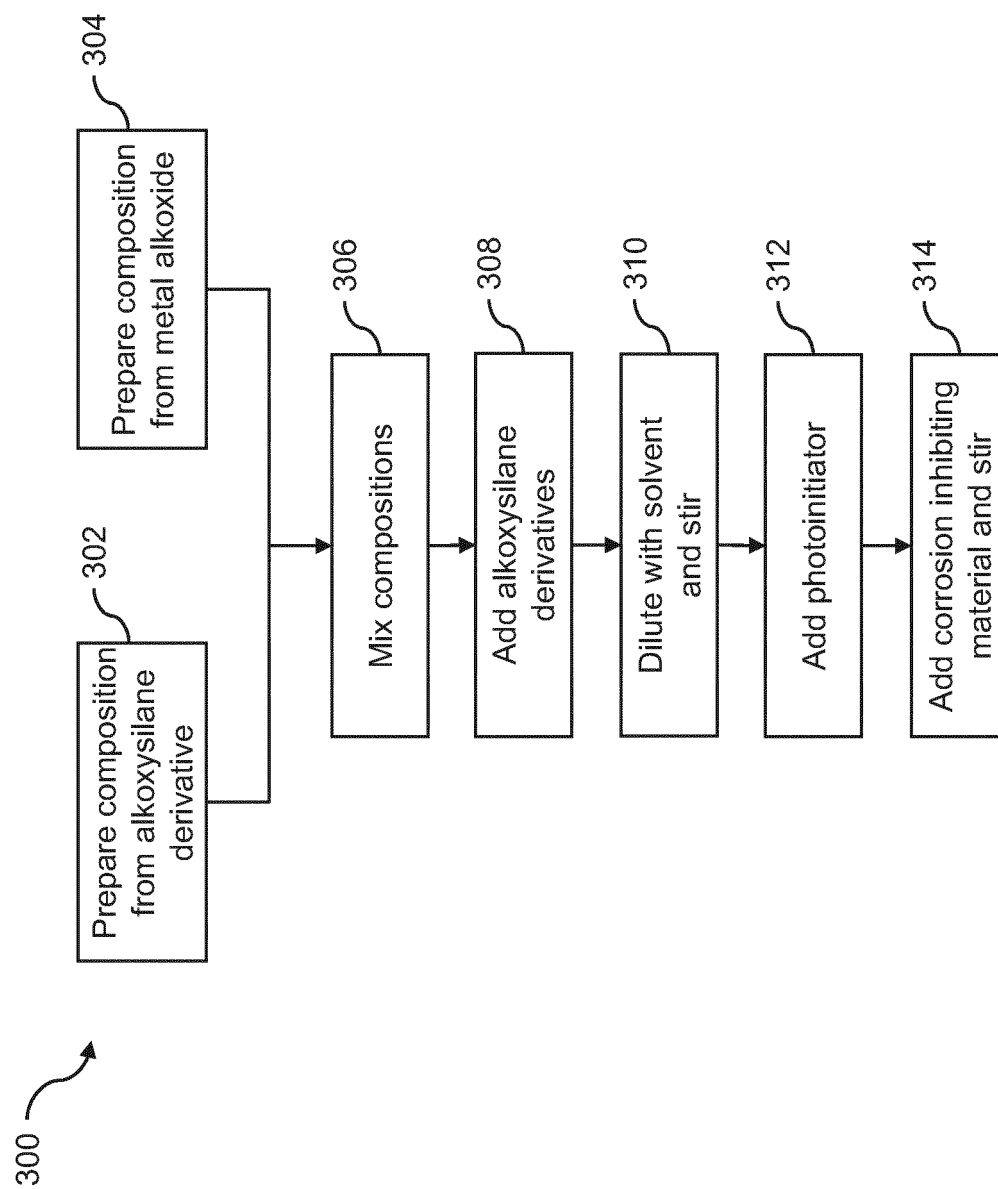 300
302
Prepare composition
from alkoxysilane
derivative
304
Prepare composition
from metal alkoxide
306
Mix compositions
308
Add alkoxysilane
derivatives
310
Dilute with solvent
and stir
312
Add photoinitiator
314
Add corrosion inhibiting
material and stir